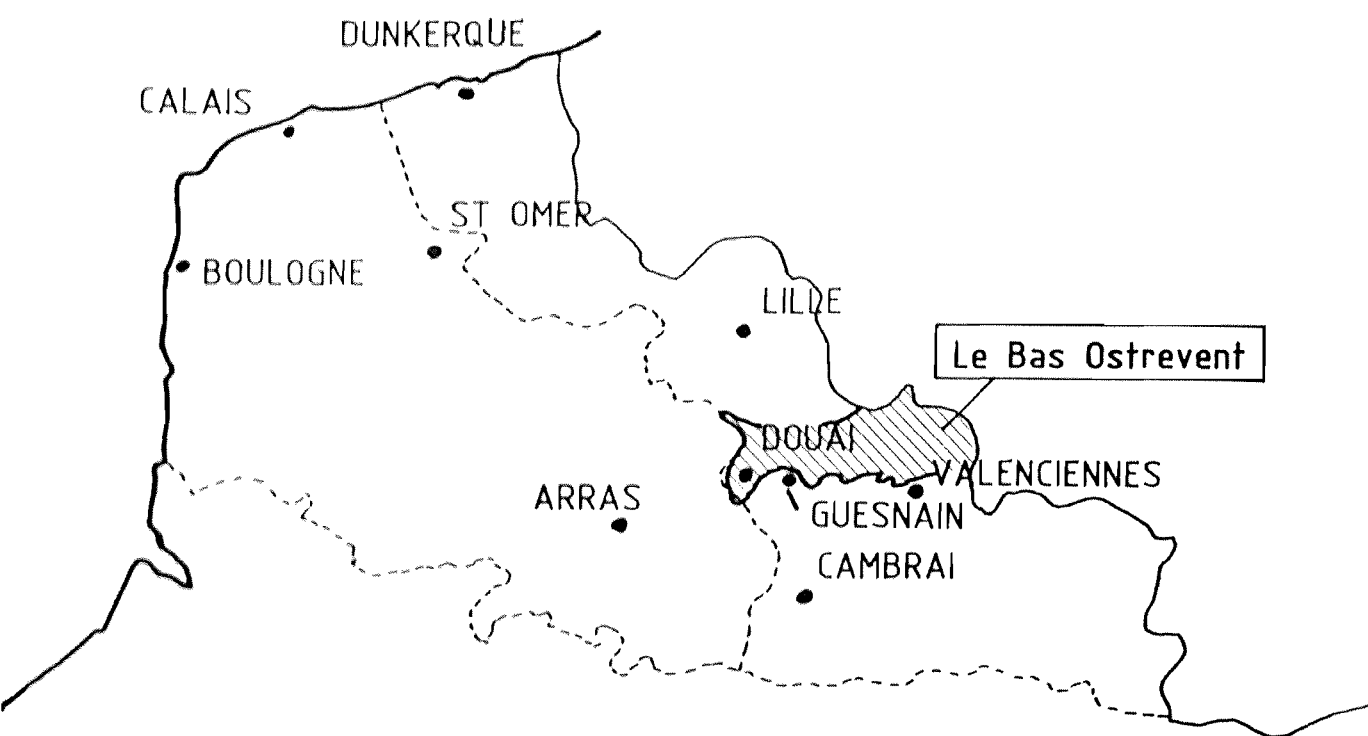 DUNKERQUE
CALAIS
ST OMER
BOULOGNE
LILLE
Le Bas Ostrevent
DOUAI
VALENCIENNES
ARRAS
GUESNAIN
CAMBRAI